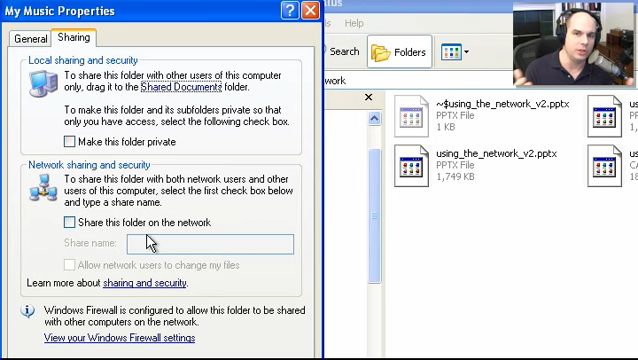 My Music Properties
General
Sharing
Local sharing and security
To share this folder with other users of this computer
only, drag it to the Shared Documents folder.
To make this folder and its subfolders private so that
only you have access, select the following check box.
Make this folder private
Network sharing and security
To share this folder with both network users and other
users of this computer, select the first check box below
and type a share name.
Share this folder on the network
Share name:
Allow network users to change my files
Learn more about sharing and security.
Windows Firewall is configured to allow this folder to be shared
with other computers on the network.
View your Windows Firewall settings
ls Help
Search
Folders
work
~$using_the_network_v2.pptx
PPTX File
1 KB
using_the_network_v2.pptx
PPTX File
1,749 KB
us
PP
us
CA
18